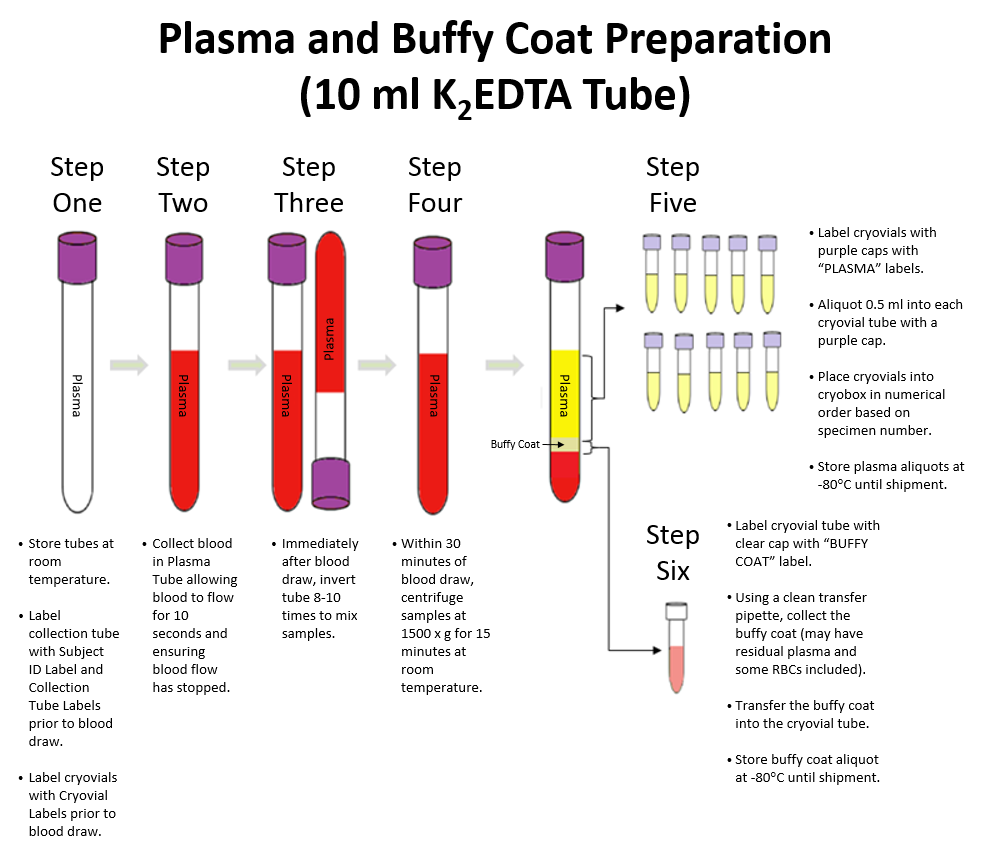 Plasma and Buffy Coat Preparation
(10 ml K₂EDTA Tube)
Step
One
Step
Two
Step
Three
Step
Four
Step
Five
Plasma
Plasma
Plasma
Plasma
Plasma
Plasma
Buffy Coat
• Store tubes at
room
temperature.
• Label
collection tube
with Subject
ID Label and
Collection
Tube Labels
prior to blood
draw.
• Label cryovials
with Cryovial
Labels prior to
blood draw.
• Collect blood
in Plasma
Tube allowing
blood to flow
for 10
seconds and
ensuring
blood flow
has stopped.
• Immediately
after blood
draw, invert
tube 8-10
times to mix
samples.
• Within 30
minutes of
blood draw,
centrifuge
samples at
1500 x g for 15
minutes at
room
temperature.
• Label cryovials with
purple caps with
“PLASMA” labels.
• Aliquot 0.5 ml into each
cryovial tube with a
purple cap.
• Place cryovials into
cryobox in numerical
order based on
specimen number.
• Store plasma aliquots at
-80°C until shipment.
Step
Six
• Label cryovial tube with
clear cap with “BUFFY
COAT” label.
• Using a clean transfer
pipette, collect the
buffy coat (may have
residual plasma and
some RBCs included).
• Transfer the buffy coat
into the cryovial tube.
• Store buffy coat aliquot
at -80°C until shipment.